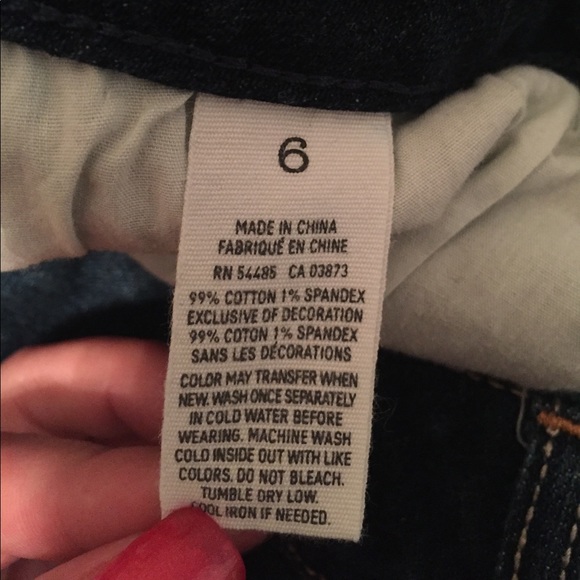 6
MADE IN CHINA
FABRIQUÉ EN CHINE
RN 54485 CA 03873
99% COTTON 1% SPANDEX
EXCLUSIVE OF DECORATION
99% COTON 1% SPANDEX
SANS LES DÉCORATIONS
COLOR MAY TRANSFER WHEN
NEW. WASH ONCE SEPARATELY
IN COLD WATER BEFORE
WEARING. MACHINE WASH
COLD INSIDE OUT WITH LIKE
COLORS. DO NOT BLEACH.
TUMBLE DRY LOW.
COOL IRON IF NEEDED.